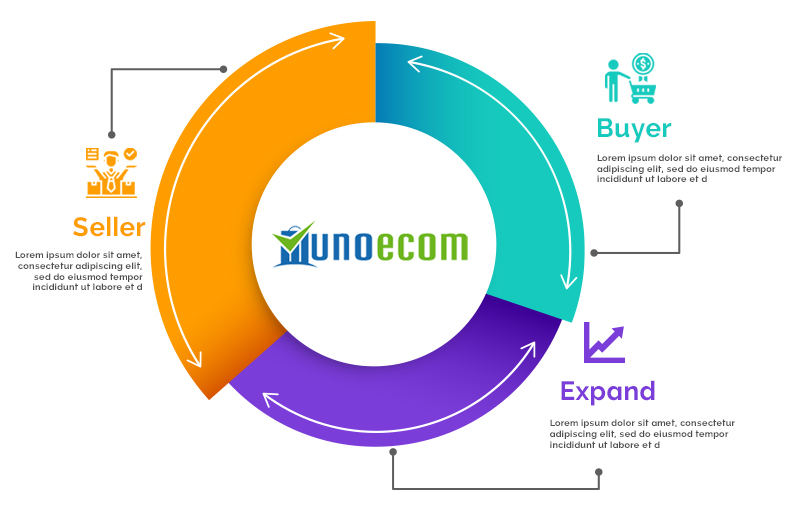 Buyer
Lorem ipsum dolor sit amet, consectetur
adipiscing elit, sed do eiusmod tempor
incididunt ut labore et d
Seller
Lorem ipsum dolor sit amet,
consectetur adipiscing elit,
sed do eiusmod tempor
incididunt ut labore et d
unoecom
Expand
Lorem ipsum dolor sit amet, consectetur
adipiscing elit, sed do eiusmod tempor
incididunt ut labore et d